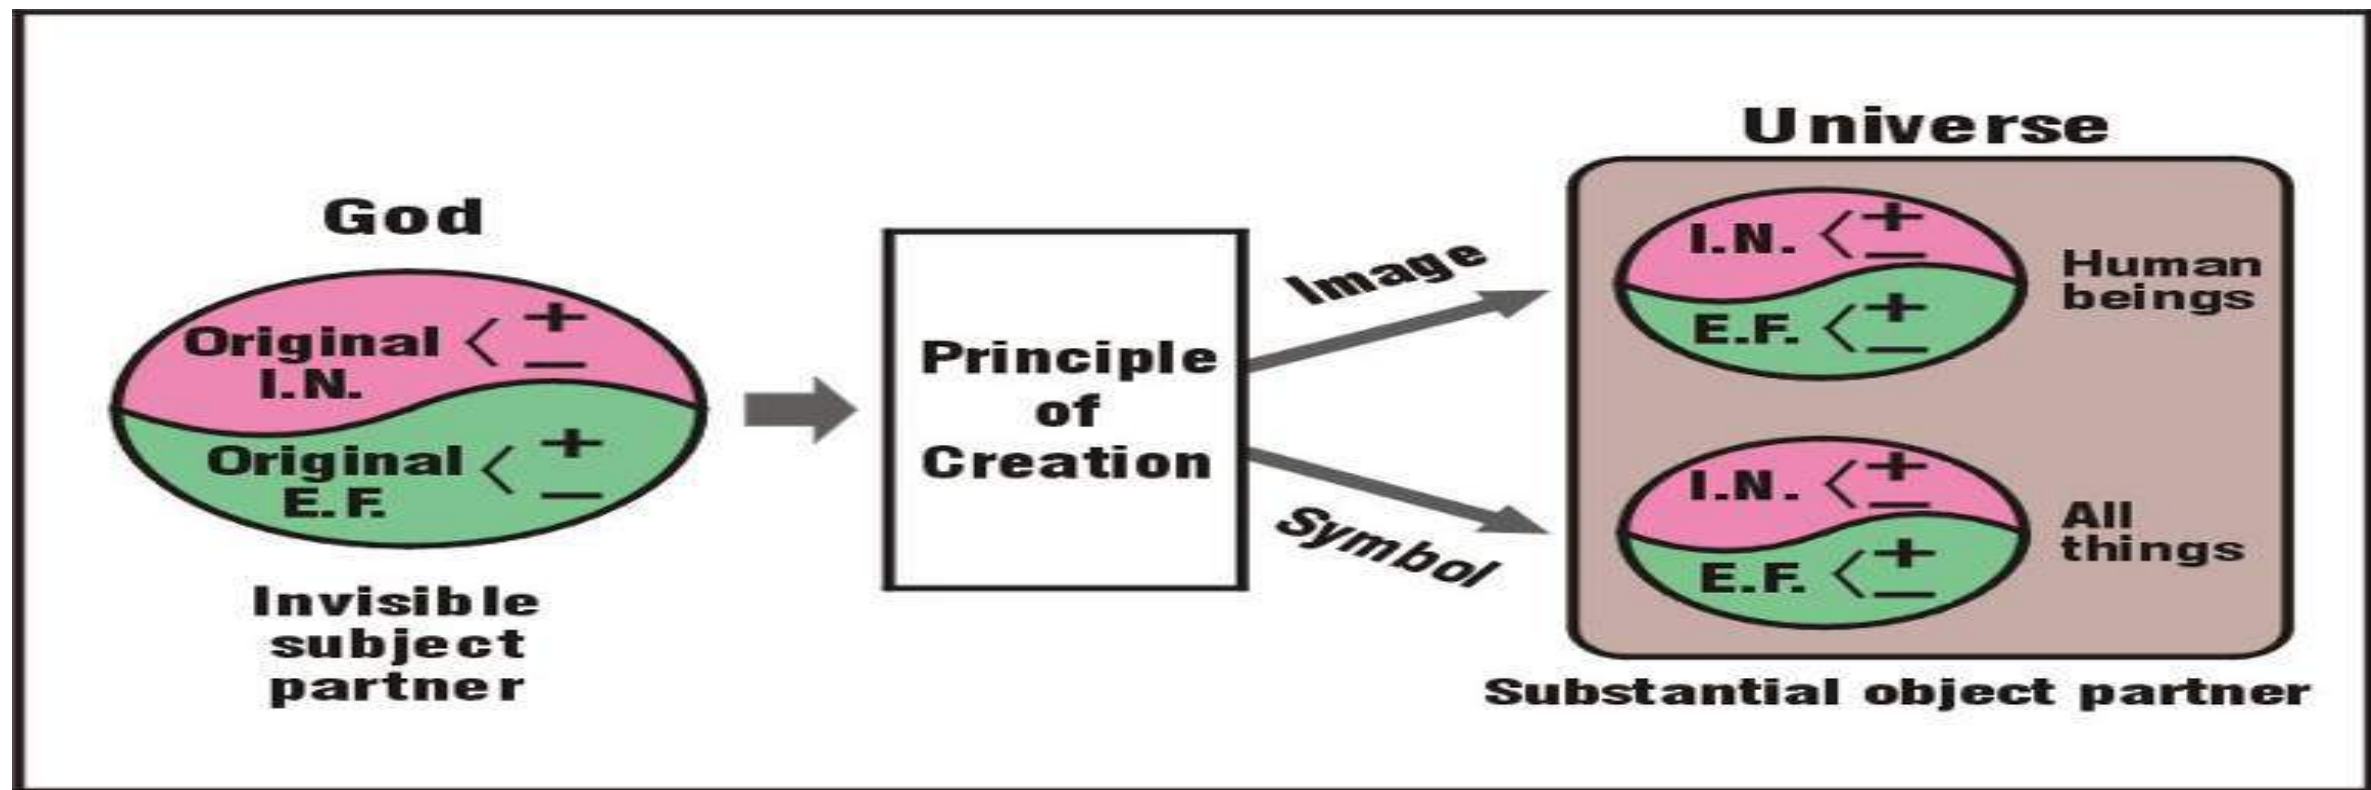 God
Original < +
−
I.N.
Original < +
−
E.F.
Invisible
subject
partner
Principle
of
Creation
Image
Symbol
Universe
I.N. < +
−
E.F. < +
−
Human
beings
I.N. < +
−
E.F. < +
−
All
things
Substantial object partner